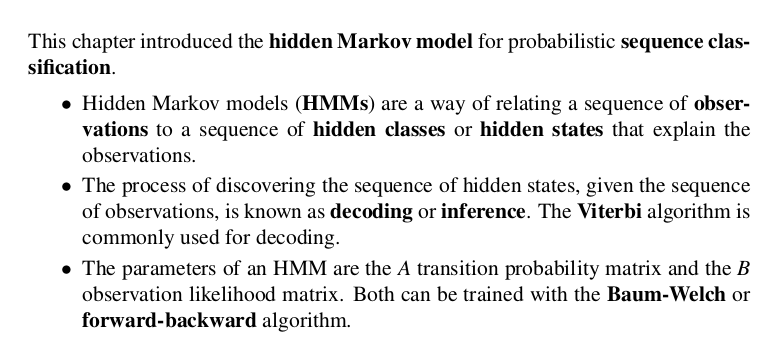 This chapter introduced the hidden Markov model for probabilistic sequence clas-
sification.
• Hidden Markov models (HMMs) are a way of relating a sequence of obser-
vations to a sequence of hidden classes or hidden states that explain the
observations.
• The process of discovering the sequence of hidden states, given the sequence
of observations, is known as decoding or inference. The Viterbi algorithm is
commonly used for decoding.
• The parameters of an HMM are the A transition probability matrix and the B
observation likelihood matrix. Both can be trained with the Baum-Welch or
forward-backward algorithm.